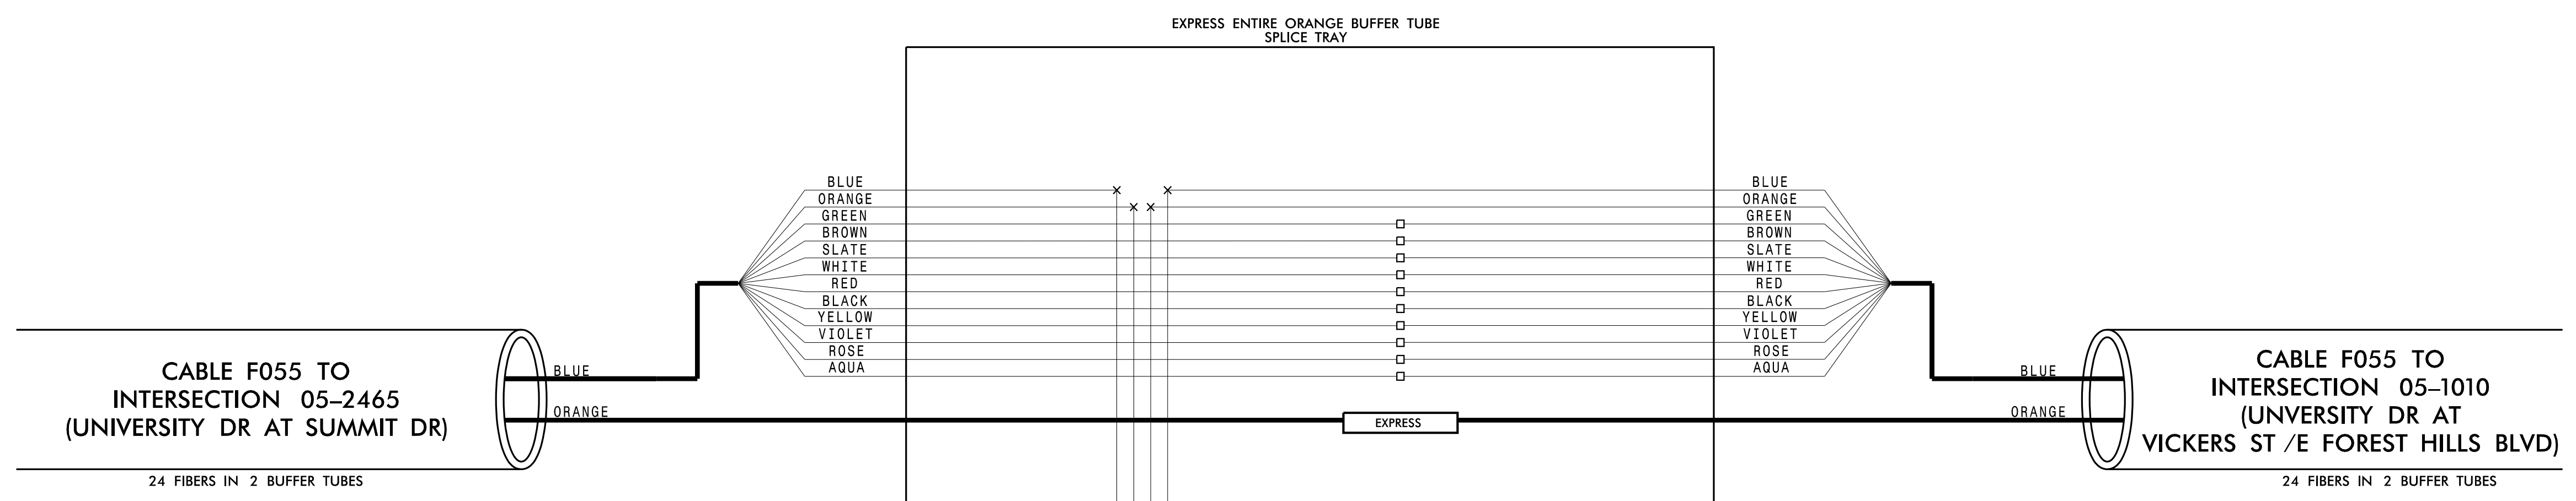 EXPRESS ENTIRE ORANGE BUFFER TUBE
SPLICE TRAY
BLUE
ORANGE
GREEN
BROWN
SLATE
WHITE
RED
BLACK
YELLOW
VIOLET
ROSE
AQUA
BLUE
ORANGE
GREEN
BROWN
SLATE
WHITE
RED
BLACK
YELLOW
VIOLET
ROSE
AQUA
CABLE F055 TO
INTERSECTION 05–2465
(UNIVERSITY DR AT SUMMIT DR)
24 FIBERS IN 2 BUFFER TUBES
BLUE
ORANGE
EXPRESS
BLUE
ORANGE
CABLE F055 TO
INTERSECTION 05–1010
(UNVERSITY DR AT
VICKERS ST /E FOREST HILLS BLVD)
24 FIBERS IN 2 BUFFER TUBES